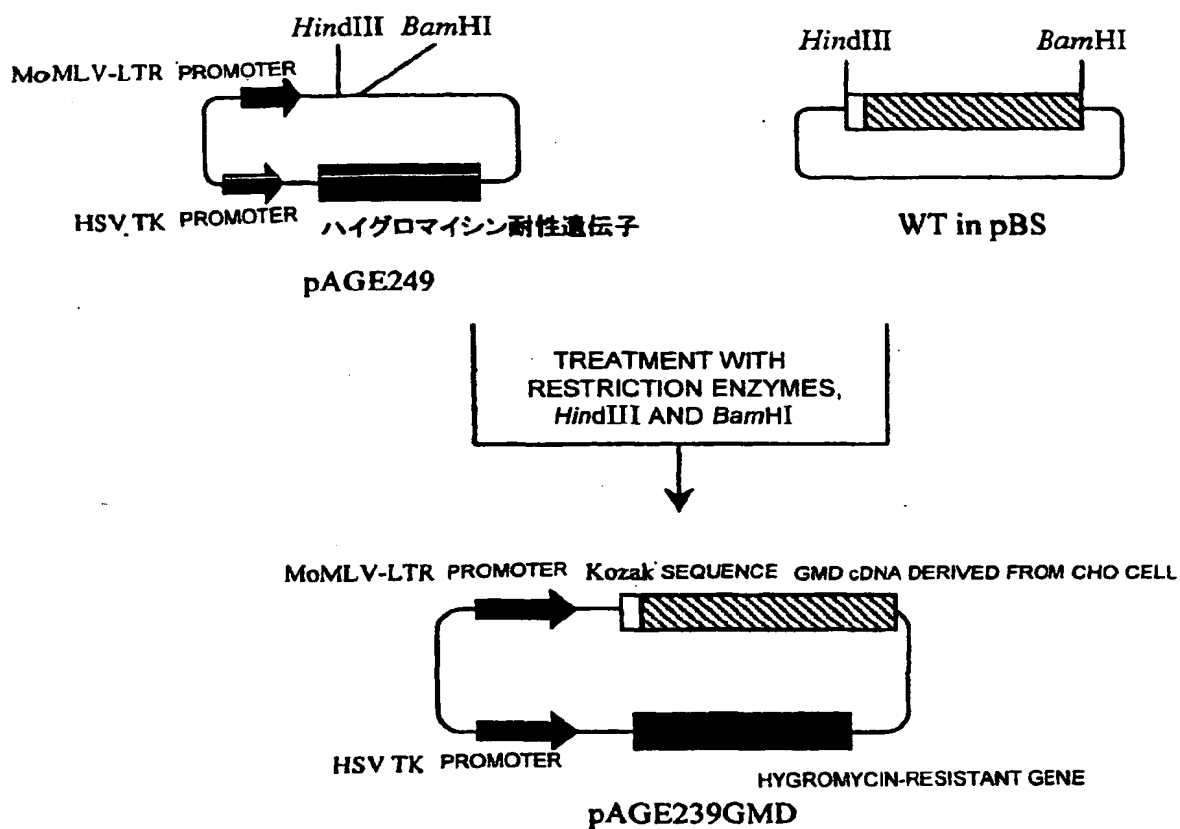 HindIII BamHI
MoMLV-LTR PROMOTER
HSV TK PROMOTER
ハイグロマイシン耐性遺伝子
pAGE249
HindIII BamHI
WT in pBS
TREATMENT WITH
RESTRICTION ENZYMES,
HindIII AND BamHI
MoMLV-LTR PROMOTER Kozak SEQUENCE GMD cDNA DERIVED FROM CHO CELL
HSV TK PROMOTER
HYGROMYCIN-RESISTANT GENE
pAGE239GMD